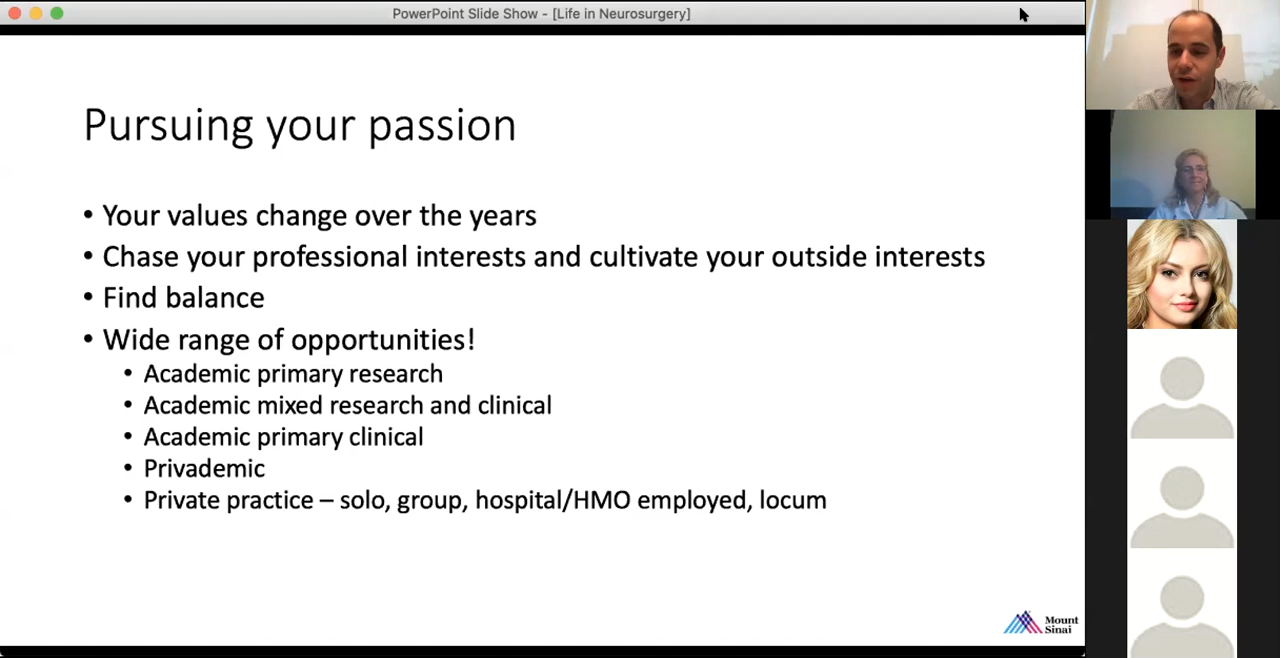 PowerPoint Slide Show - [Life in Neurosurgery]
Pursuing your passion
• Your values change over the years
• Chase your professional interests and cultivate your outside interests
• Find balance
• Wide range of opportunities!
• Academic primary research
• Academic mixed research and clinical
• Academic primary clinical
• Privademic
• Private practice – solo, group, hospital/HMO employed, locum
Mount
Sinai